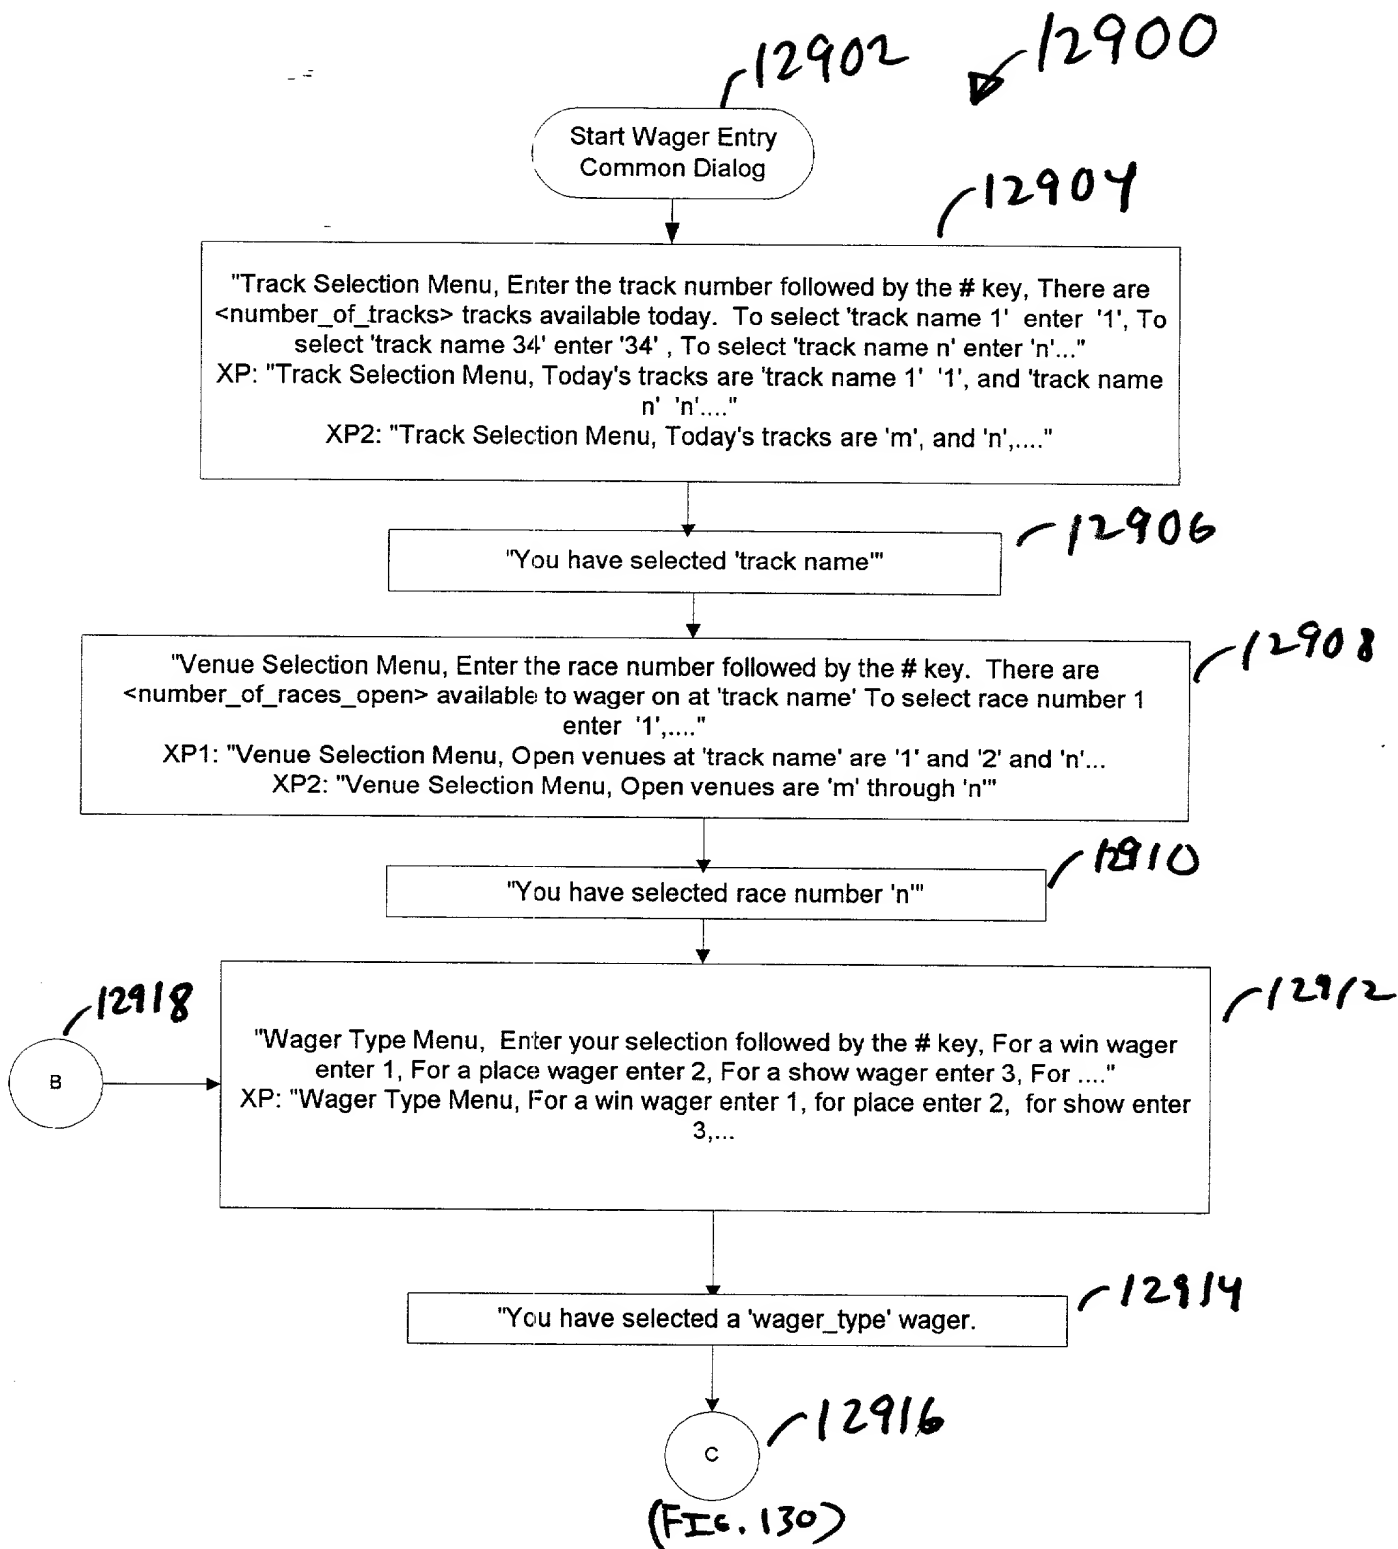 12902
12900
Start Wager Entry
Common Dialog
12904
"Track Selection Menu, Enter the track number followed by the # key, There are
<number_of_tracks> tracks available today. To select 'track name 1' enter '1', To
select 'track name 34' enter '34' , To select 'track name n' enter 'n'..."
XP: "Track Selection Menu, Today's tracks are 'track name 1' '1', and 'track name
n' 'n'...."
XP2: "Track Selection Menu, Today's tracks are 'm', and 'n',...."
12906
"You have selected 'track name'"
12908
"Venue Selection Menu, Enter the race number followed by the # key. There are
<number_of_races_open> available to wager on at 'track name' To select race number 1
enter '1',...."
XP1: "Venue Selection Menu, Open venues at 'track name' are '1' and '2' and 'n'...
XP2: "Venue Selection Menu, Open venues are 'm' through 'n'"
12910
"You have selected race number 'n'"
12918
12912
B
"Wager Type Menu, Enter your selection followed by the # key, For a win wager
enter 1, For a place wager enter 2, For a show wager enter 3, For ...."
XP: "Wager Type Menu, For a win wager enter 1, for place enter 2, for show enter
3,...
12914
"You have selected a 'wager_type' wager.
12916
C
(FIG. 130)